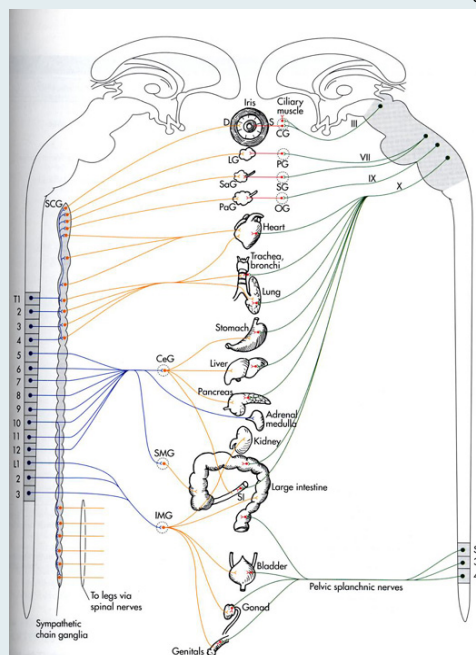 Iris
Ciliary
muscle
D
S
CG
III
LG
PG
VII
SaG
SG
IX
PaG
OG
X
SCG
Heart
Trachea,
bronchi
Lung
T1
2
3
4
5
6
7
8
9
10
11
12
L1
2
3
Stomach
CeG
Liver
Pancreas
Adrenal
medulla
Kidney
SMG
SI
Large intestine
IMG
Bladder
Pelvic splanchnic nerves
Gonad
Genitals
To legs via
spinal nerves
Sympathetic
chain ganglia